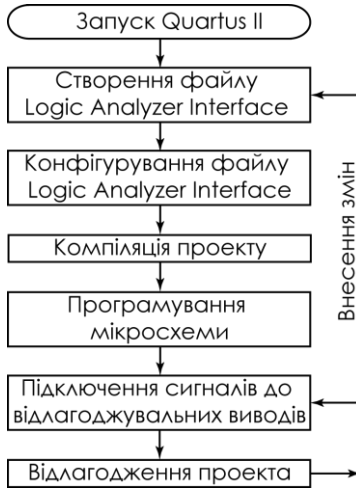 Запуск Quartus II
Створення файлу
Logic Analyzer Interface
Конфігурування файлу
Logic Analyzer Interface
Компіляція проекту
Програмування
мікросхеми
Підключення сигналів до
відлагоджувальних виводів
Відлагодження проекта
Внесення змін